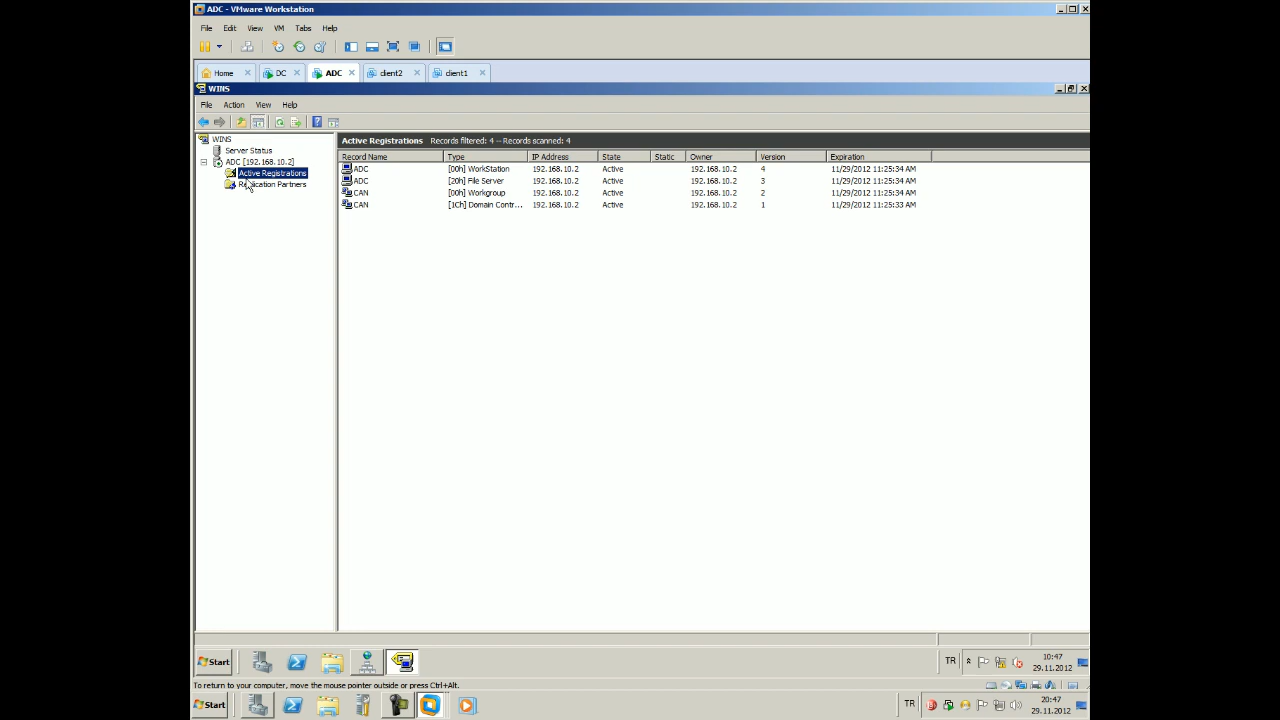 ADC - VMware Workstation
File Edit View VM Tabs Help
Home DC ADC client2 client1
WINS
File Action View Help
WINS
Server Status
ADC [192.168.10.2]
Active Registrations
Replication Partners
Active Registrations Records filtered: 4 -- Records scanned: 4
Record Name Type IP Address State Static Owner Version Expiration
ADC [00h] WorkStation 192.168.10.2 Active 192.168.10.2 4 11/29/2012 11:25:34 AM
ADC [20h] File Server 192.168.10.2 Active 192.168.10.2 3 11/29/2012 11:25:34 AM
CAN [00h] Workgroup 192.168.10.2 Active 192.168.10.2 2 11/29/2012 11:25:34 AM
CAN [1Ch] Domain Contr... 192.168.10.2 Active 192.168.10.2 1 11/29/2012 11:25:33 AM
Start TR 10:47
29.11.2012
To return to your computer, move the mouse pointer outside or press Ctrl+Alt.
Start TR 20:47
29.11.2012